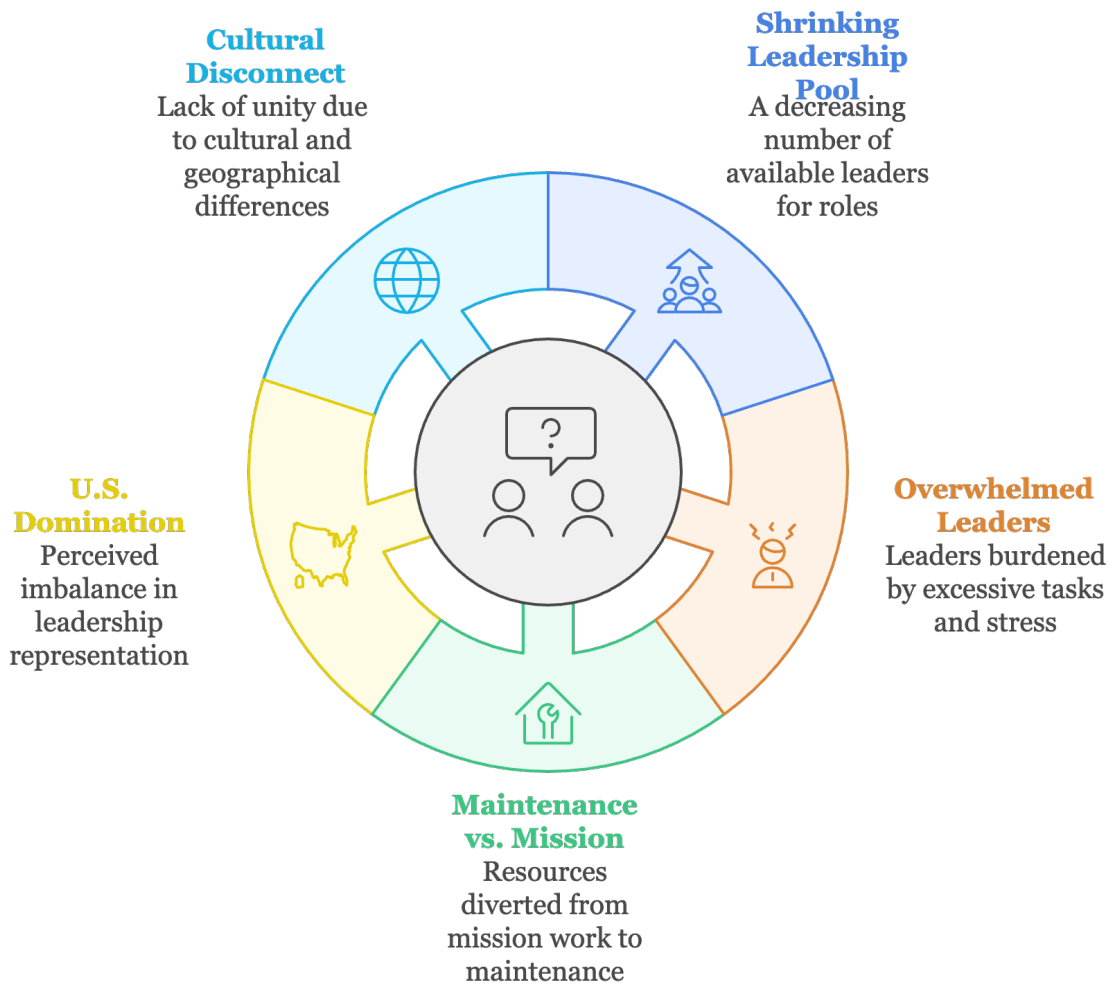 Cultural
Disconnect
Lack of unity due
to cultural and
geographical
differences
Shrinking
Leadership
Pool
A decreasing
number of
available leaders
for roles
?
U.S.
Domination
Perceived
imbalance in
leadership
representation
Overwhelmed
Leaders
Leaders burdened
by excessive tasks
and stress
Maintenance
vs. Mission
Resources
diverted from
mission work to
maintenance